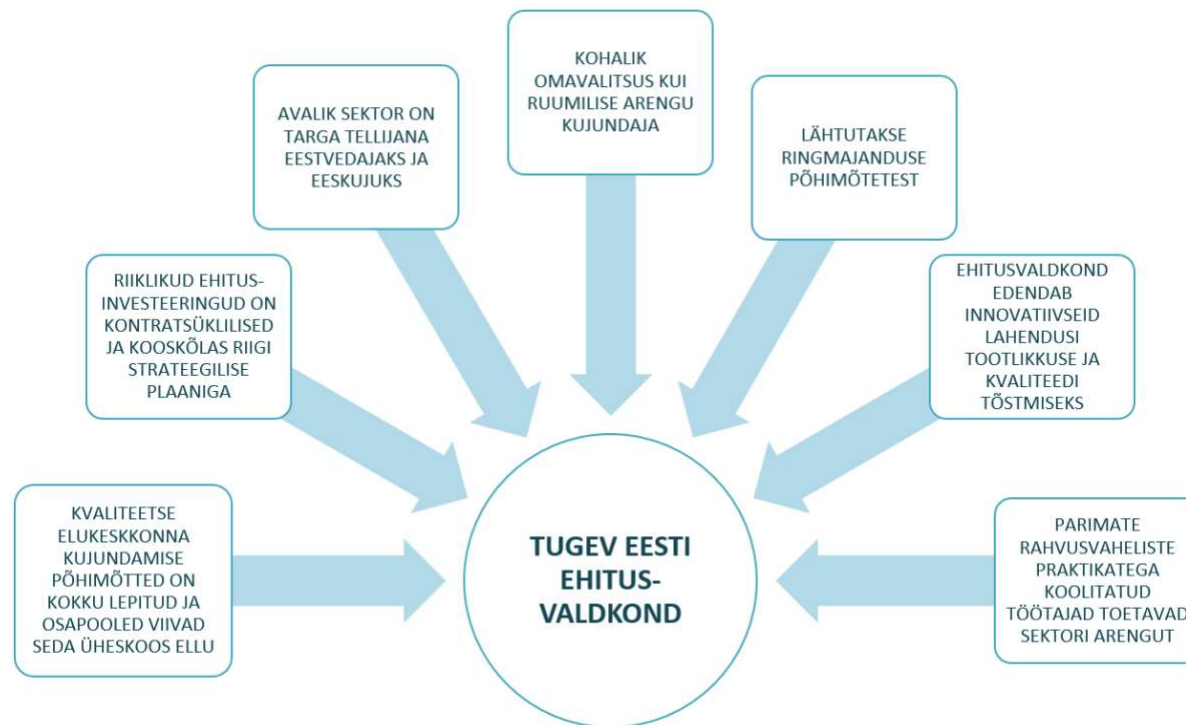 KVALITEETSE
ELUKESKKONNA
KUJUNDAMISE
PÕHIMÕTTED ON
KOKKU LEPITUD JA
OSAPOOLED VIIVAD
SEDA ÜHESKOOS ELLU
RIIKLIKUD EHITUS-
INVESTEERINGUD ON
KONTRATSÜKLILISED
JA KOOSKÕLAS RIIGI
STRATEEGILISE
PLAANIGA
AVALIK SEKTOR ON
TARGA TELLIJANA
EESTVEDAJAKS JA
EESKUJUKS
KOHALIK
OMAVALITSUS KUI
RUUMILISE ARENGU
KUJUNDAJA
LÄHTUTAKSE
RINGMAJANDUSE
PÕHIMÕTETEST
EHITUSVALDKOND
EDENDAB
INNOVATIIVSEID
LAHENDUSI
TOOTLIKKUSE JA
KVALITEEDI
TÕSTMISEKS
PARIMATE
RAHVUSVAHELISTE
PRAKTIKATEGA
KOOLITATUD
TÖÖTAJAD TOETAVAD
SEKTORI ARENGUT
TUGEV EESTI
EHITUS-
VALDKOND